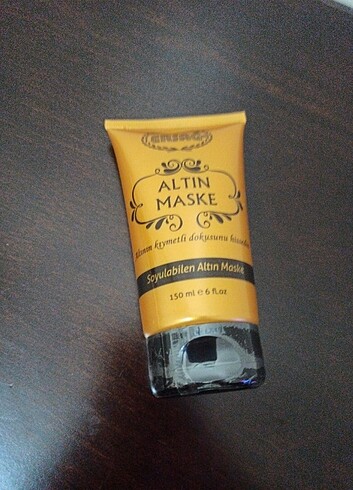 ALTIN
MASKE
Altının kıymetli dokusunu hissedin
Soyulabilen Altın Maske
150 ml e 6 fl.oz